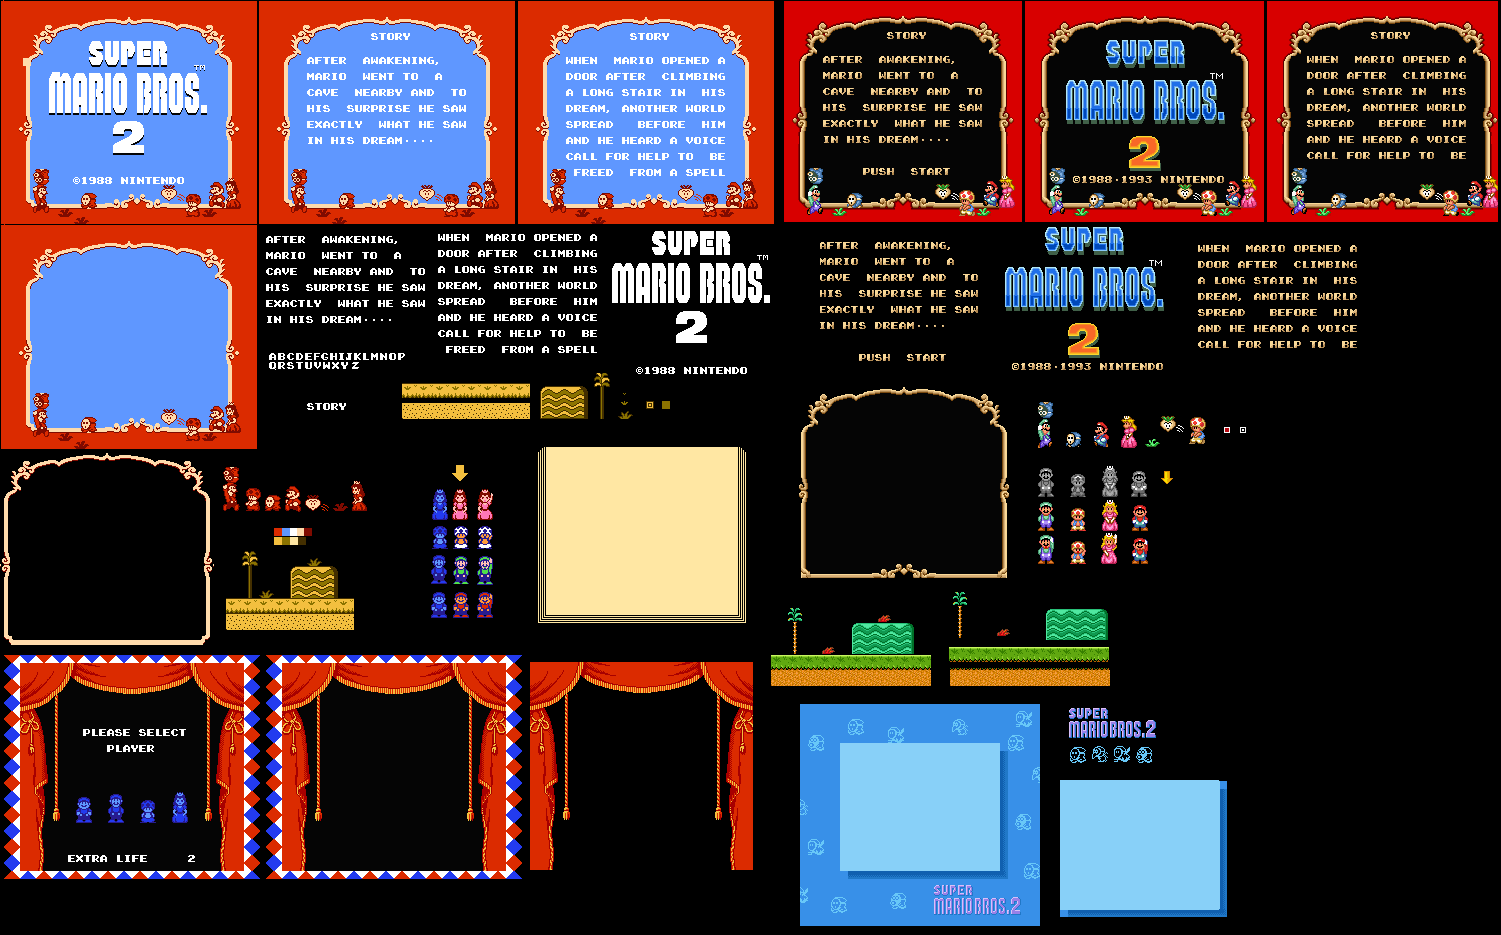 SUPER
MARIO BROS.
TM
2
©1988 NINTENDO
STORY
AFTER AWAKENING,
MARIO WENT TO A
CAVE NEARBY AND TO
HIS SURPRISE HE SAW
EXACTLY WHAT HE SAW
IN HIS DREAM····
STORY
WHEN MARIO OPENED A
DOOR AFTER CLIMBING
A LONG STAIR IN HIS
DREAM, ANOTHER WORLD
SPREAD BEFORE HIM
AND HE HEARD A VOICE
CALL FOR HELP TO BE
FREED FROM A SPELL
STORY
AFTER AWAKENING,
MARIO WENT TO A
CAVE NEARBY AND TO
HIS SURPRISE HE SAW
EXACTLY WHAT HE SAW
IN HIS DREAM····
PUSH START
SUPER
TM
MARIO BROS.
2
©1988·1993 NINTENDO
STORY
WHEN MARIO OPENED A
DOOR AFTER CLIMBING
A LONG STAIR IN HIS
DREAM, ANOTHER WORLD
SPREAD BEFORE HIM
AND HE HEARD A VOICE
CALL FOR HELP TO BE
AFTER AWAKENING,
MARIO WENT TO A
CAVE NEARBY AND TO
HIS SURPRISE HE SAW
EXACTLY WHAT HE SAW
IN HIS DREAM····
ABCDEFGHIJKLMNOP
QRSTUVWXYZ
STORY
WHEN MARIO OPENED A
DOOR AFTER CLIMBING
A LONG STAIR IN HIS
DREAM, ANOTHER WORLD
SPREAD BEFORE HIM
AND HE HEARD A VOICE
CALL FOR HELP TO BE
FREED FROM A SPELL
SUPER
TM
MARIO BROS.
2
©1988 NINTENDO
AFTER AWAKENING,
MARIO WENT TO A
CAVE NEARBY AND TO
HIS SURPRISE HE SAW
EXACTLY WHAT HE SAW
IN HIS DREAM····
PUSH START
SUPER
TM
MARIO BROS.
2
©1988·1993 NINTENDO
WHEN MARIO OPENED A
DOOR AFTER CLIMBING
A LONG STAIR IN HIS
DREAM, ANOTHER WORLD
SPREAD BEFORE HIM
AND HE HEARD A VOICE
CALL FOR HELP TO BE
PLEASE SELECT
PLAYER
EXTRA LIFE 2
SUPER
MARIO BROS.2
SUPER
MARIO BROS.2